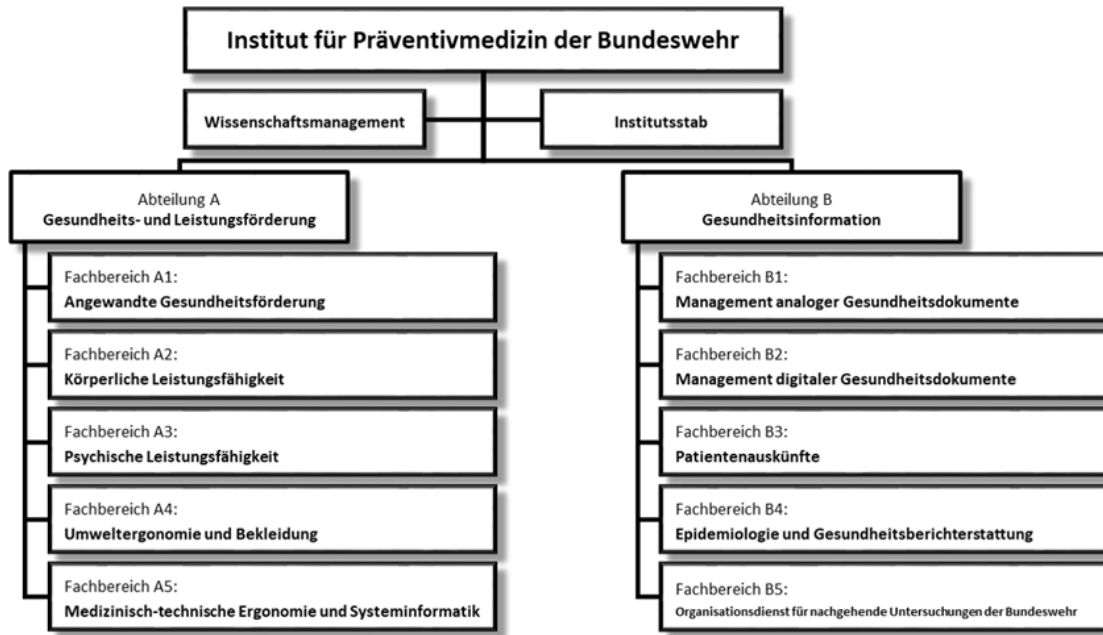 Institut für Präventivmedizin der Bundeswehr
Wissenschaftsmanagement
Institutsstab
Abteilung A
Gesundheits- und Leistungsförderung
Fachbereich A1:
Angewandte Gesundheitsförderung
Fachbereich A2:
Körperliche Leistungsfähigkeit
Fachbereich A3:
Psychische Leistungsfähigkeit
Fachbereich A4:
Umweltergonomie und Bekleidung
Fachbereich A5:
Medizinisch-technische Ergonomie und Systeminformatik
Abteilung B
Gesundheitsinformation
Fachbereich B1:
Management analoger Gesundheitsdokumente
Fachbereich B2:
Management digitaler Gesundheitsdokumente
Fachbereich B3:
Patientenauskünfte
Fachbereich B4:
Epidemiologie und Gesundheitsberichterstattung
Fachbereich B5:
Organisationsdienst für nachgehende Untersuchungen der Bundeswehr